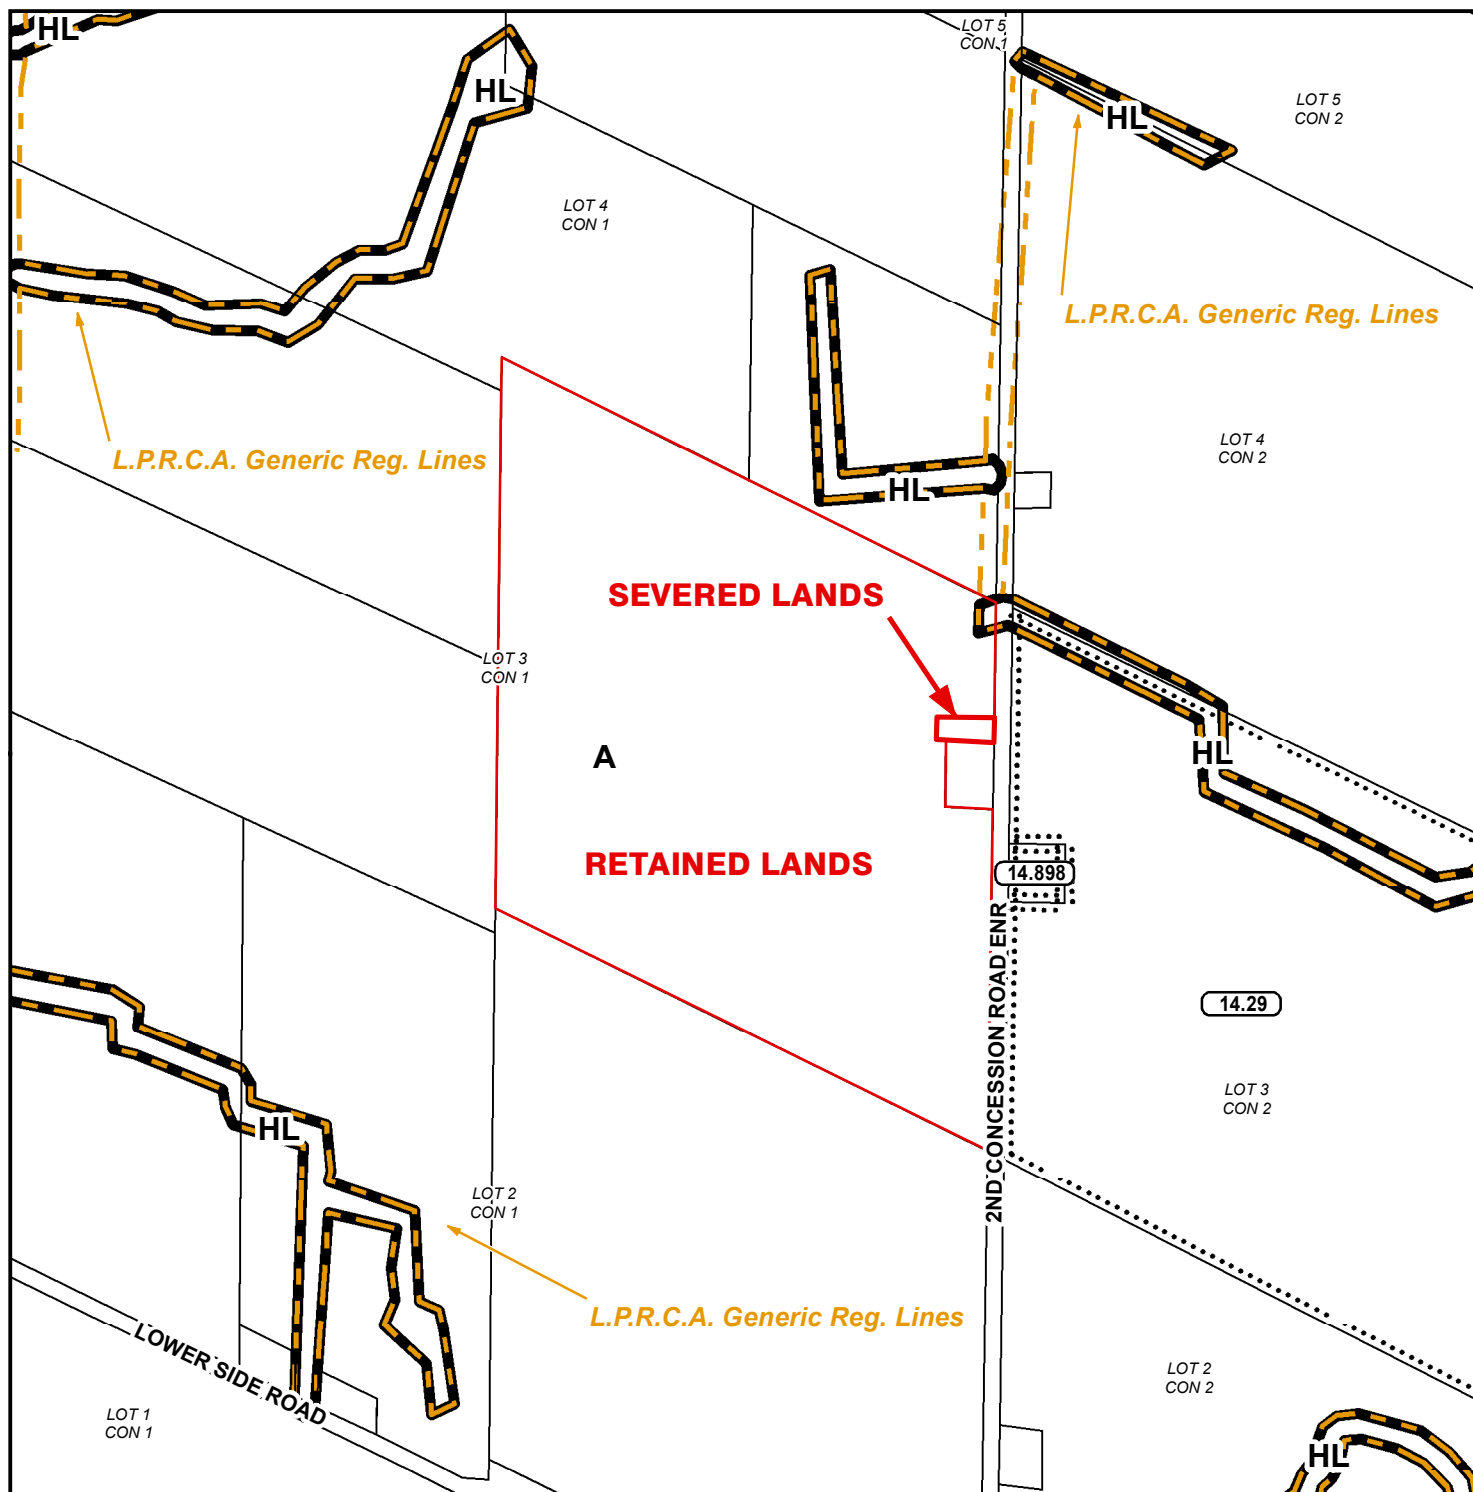 HL
LOT 5
CON 1
HL
LOT 5
CON 2
HL
LOT 4
CON 1
L.P.R.C.A. Generic Reg. Lines
LOT 4
CON 2
L.P.R.C.A. Generic Reg. Lines
HL
SEVERED LANDS
LOT 3
CON 1
A
HL
RETAINED LANDS
14.898
2ND CONCESSION ROAD ENR
14.29
LOT 3
CON 2
HL
LOT 2
CON 1
L.P.R.C.A. Generic Reg. Lines
LOWER SIDE ROAD
LOT 2
CON 2
LOT 1
CON 1
HL